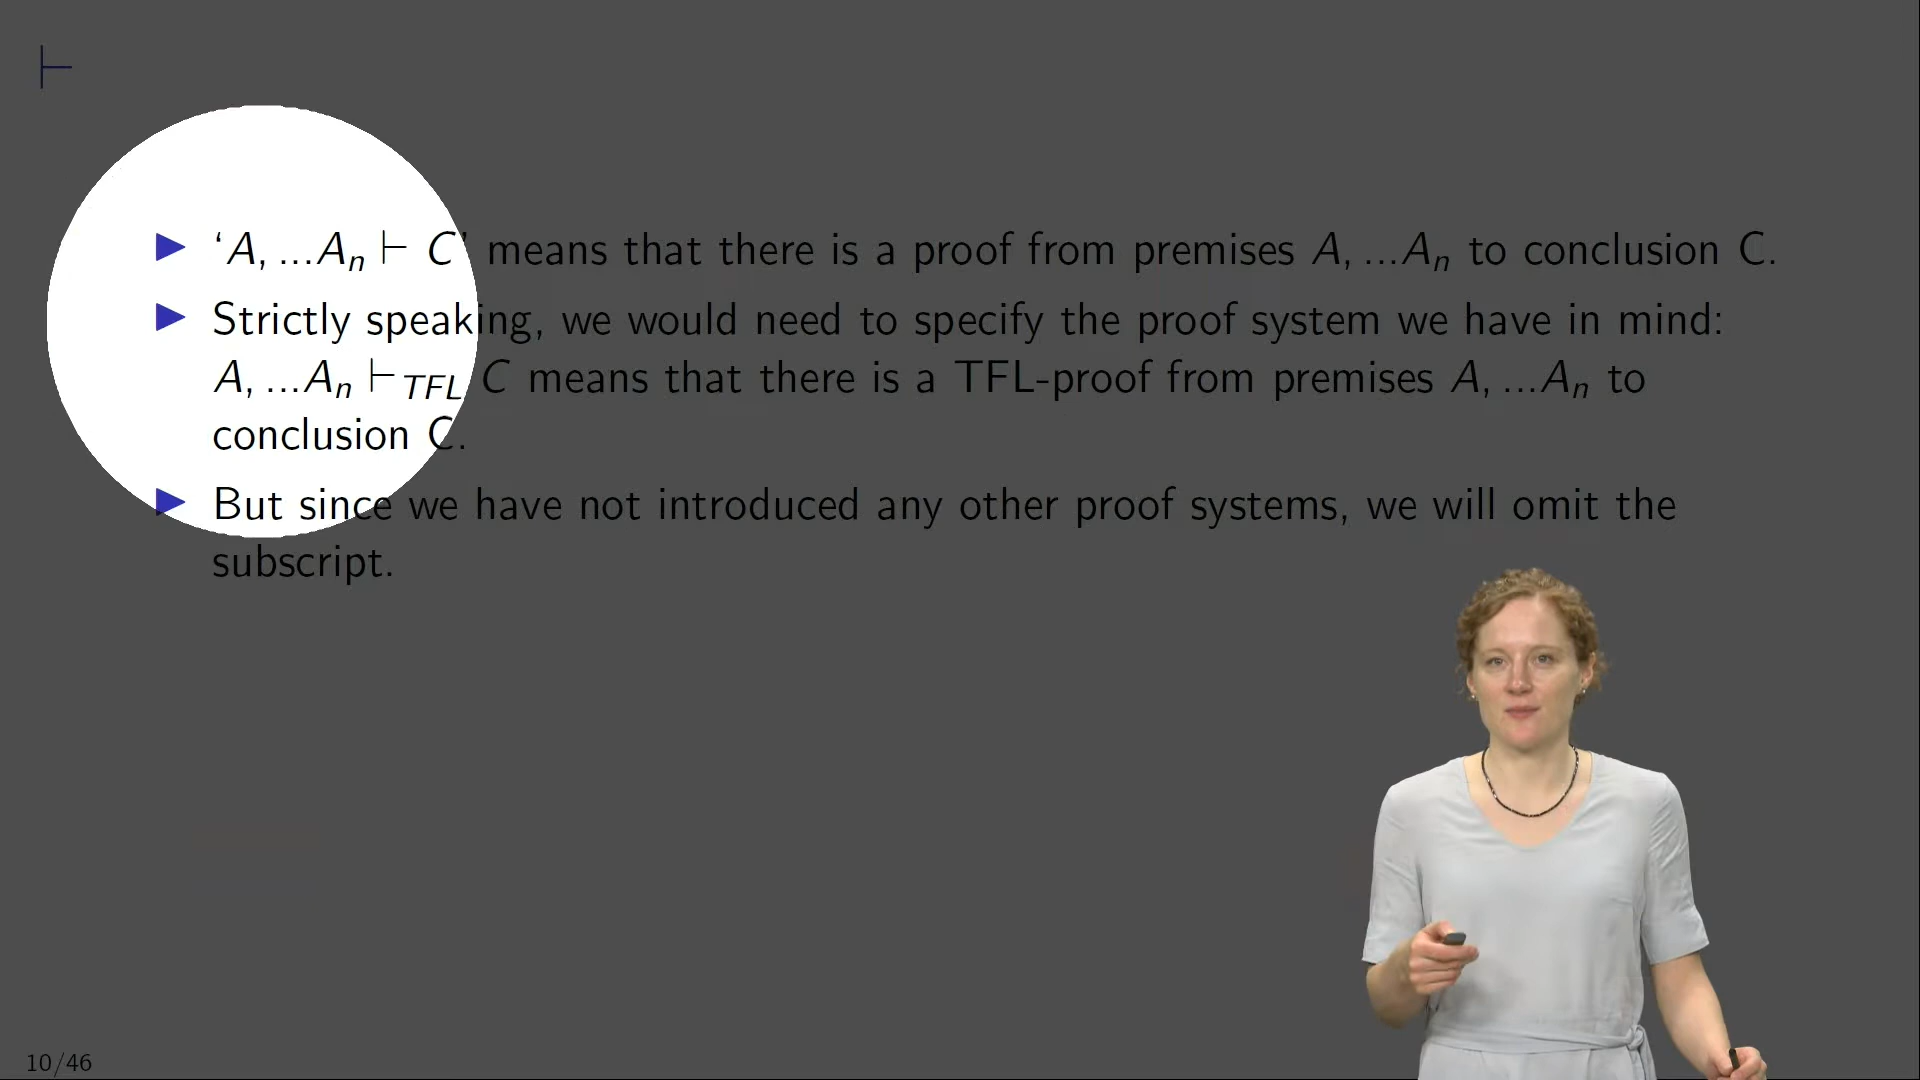 ⊢
‘A, ...Aₙ ⊢ C’ means that there is a proof from premises A, ...Aₙ to conclusion C.
Strictly speaking, we would need to specify the proof system we have in mind:
A, ...Aₙ ⊢_TFL C means that there is a TFL-proof from premises A, ...Aₙ to
conclusion C.
But since we have not introduced any other proof systems, we will omit the
subscript.
10/46